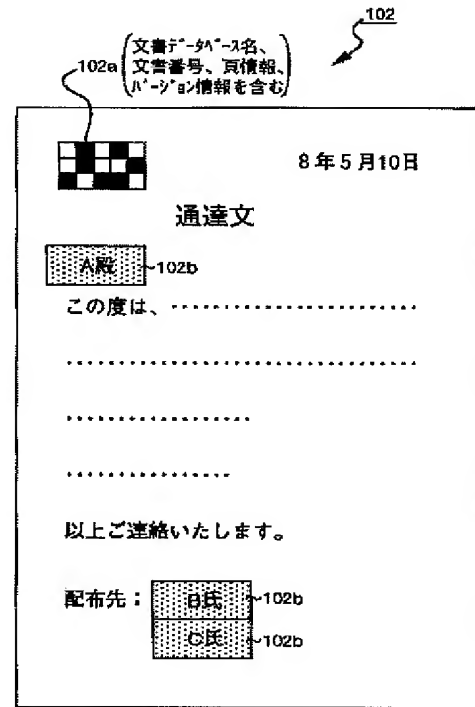 102
102a
文書ﾃﾞｰﾀﾍﾞｰｽ名、
文書番号、頁情報、
ﾊﾞｰｼﾞｮﾝ情報を含む
8年5月10日
通達文
A殿
102b
この度は、
以上ご連絡いたします。
配布先：
B氏
102b
C氏
102b